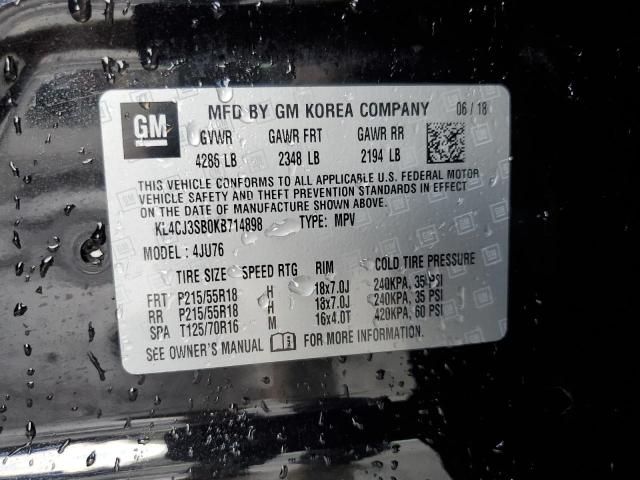 GM
MFD BY GM KOREA COMPANY 06 / 18
GVWR GAWR FRT GAWR RR
4286 LB 2348 LB 2194 LB
THIS VEHICLE CONFORMS TO ALL APPLICABLE U.S. FEDERAL MOTOR
VEHICLE SAFETY AND THEFT PREVENTION STANDARDS IN EFFECT
ON THE DATE OF MANUFACTURE SHOWN ABOVE.
KL4CJ3SB0KB714898 TYPE: MPV
MODEL: 4JU76
TIRE SIZE SPEED RTG RIM COLD TIRE PRESSURE
FRT P215/55R18 H 18x7.0J 240KPA, 35 PSI
RR P215/55R18 H 18x7.0J 240KPA, 35 PSI
SPA T125/70R16 M 16x4.0T 420KPA, 60 PSI
SEE OWNER'S MANUAL FOR MORE INFORMATION.